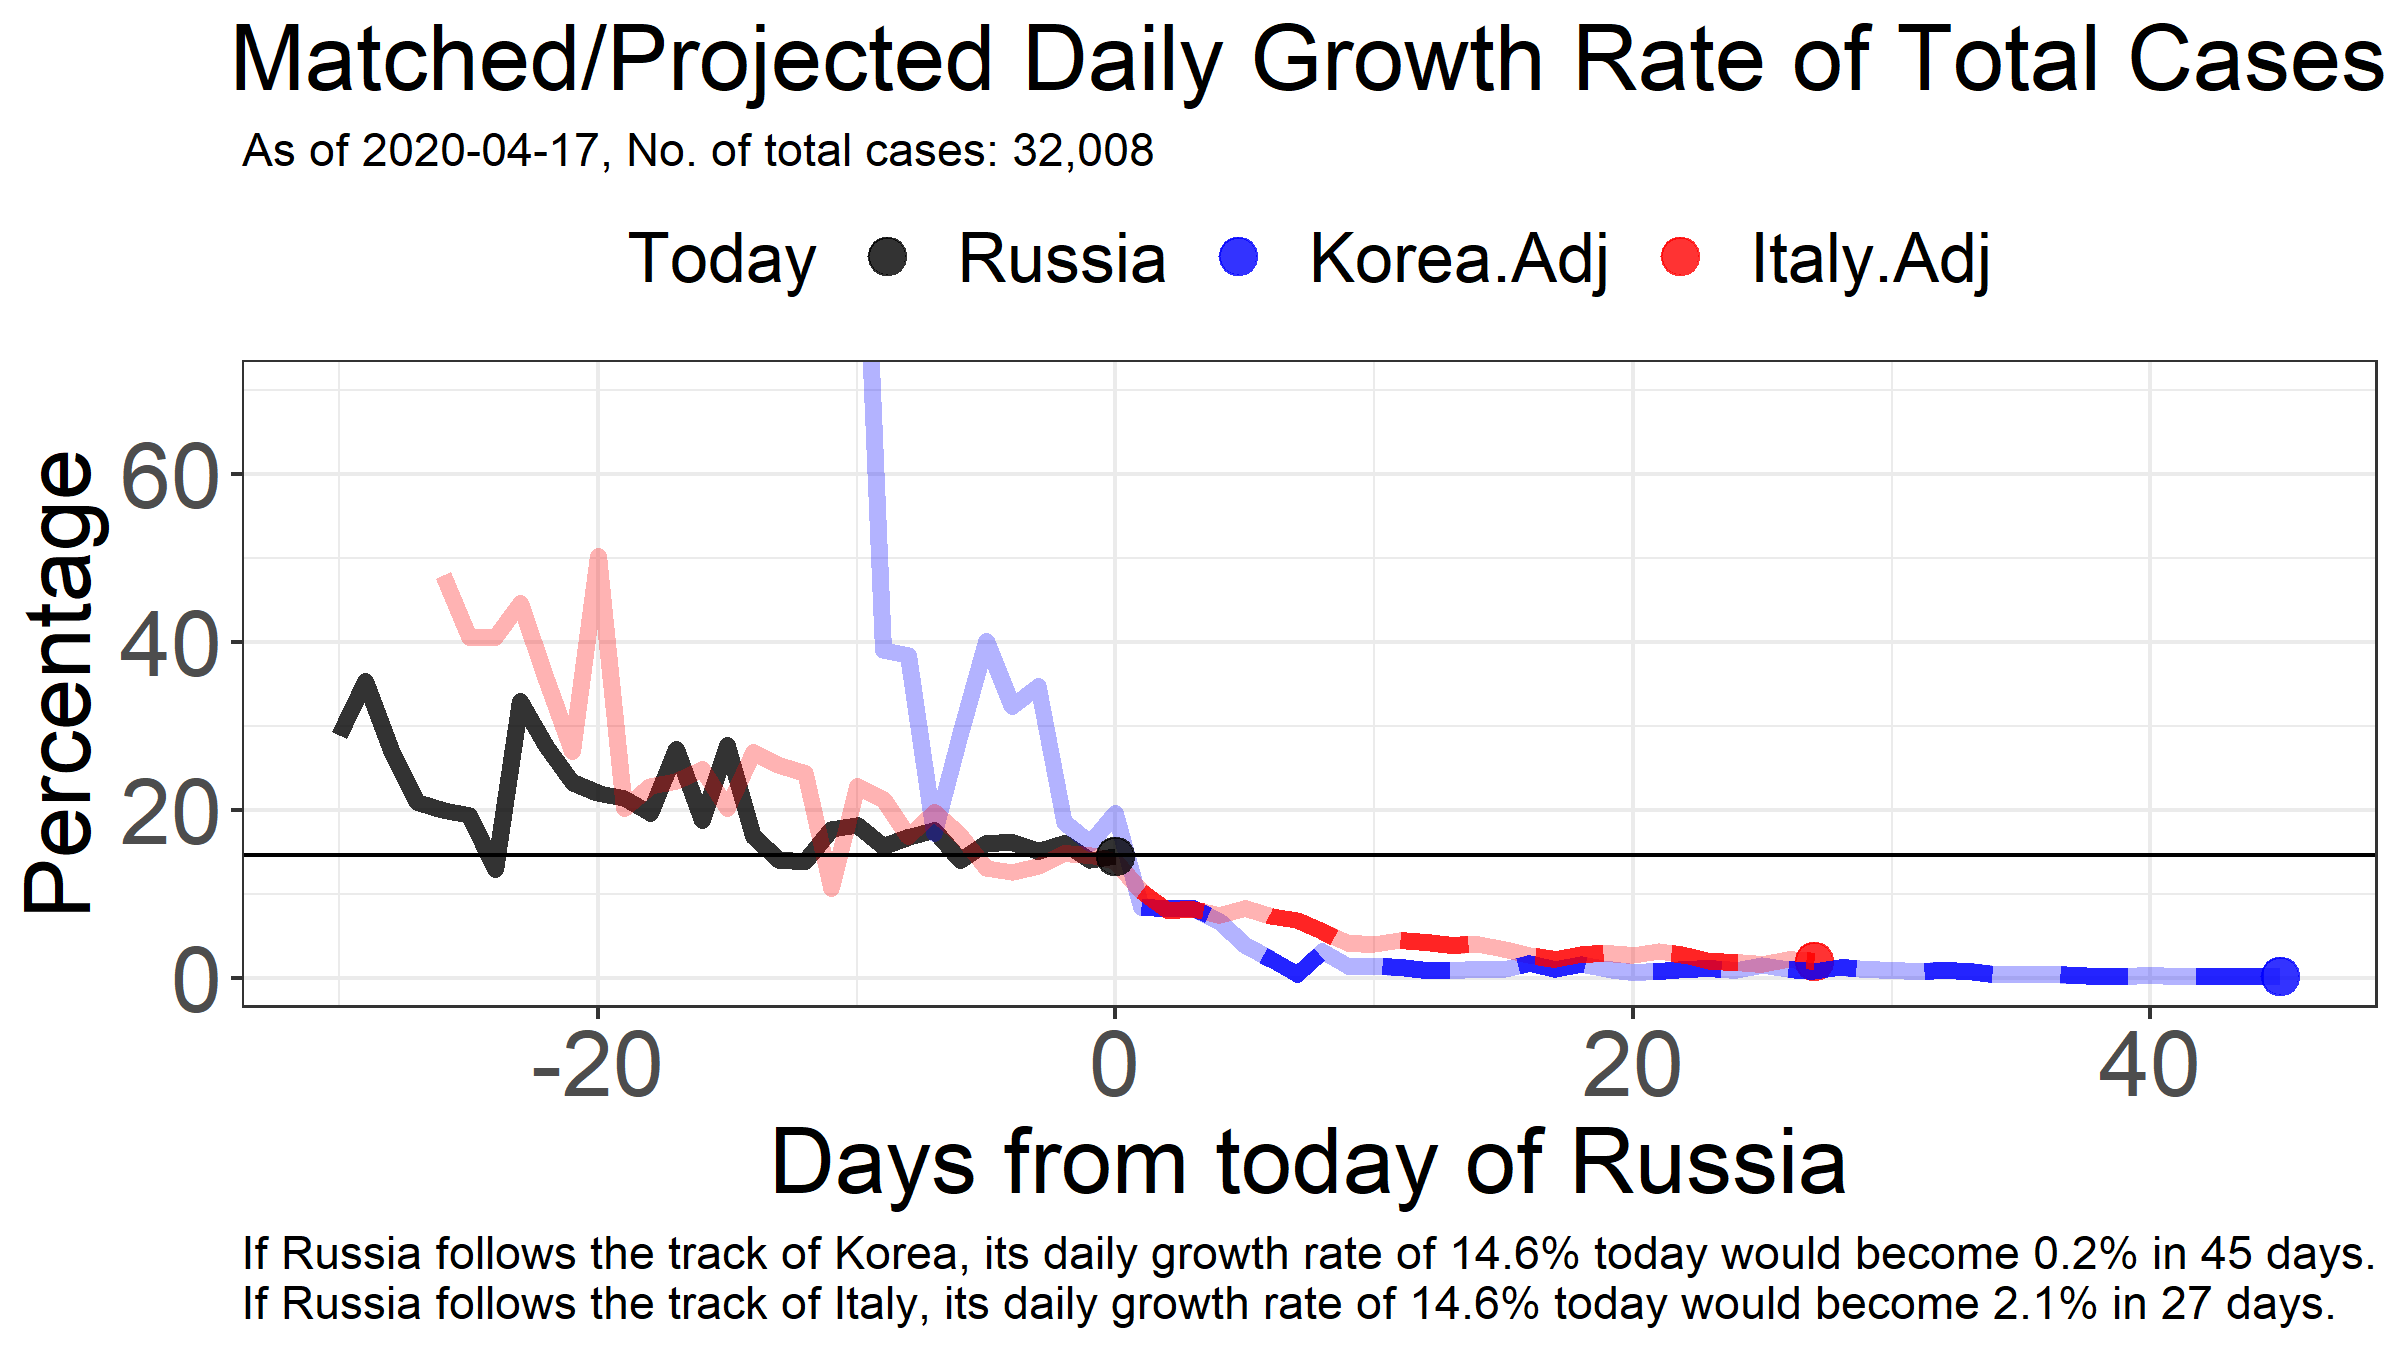 Matched/Projected Daily Growth Rate of Total Cases
As of 2020-04-17, No. of total cases: 32,008
Today Russia Korea.Adj Italy.Adj
Percentage
60
40
20
0
-20 0 20 40
Days from today of Russia
If Russia follows the track of Korea, its daily growth rate of 14.6% today would become 0.2% in 45 days.
If Russia follows the track of Italy, its daily growth rate of 14.6% today would become 2.1% in 27 days.